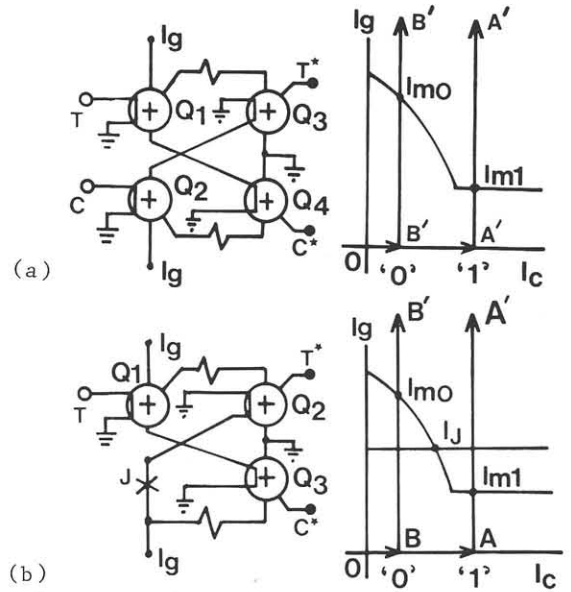 (a)
Ig
T*
T
Q1
Q3
C
Q2
Q4
C*
Ig
Ig
B′
A′
Im0
Im1
B′
A′
0
‘0’
‘1’
Ic
(b)
Ig
Q1
T*
T
Q2
J
Q3
C*
Ig
Ig
B′
A′
Im0
IJ
Im1
B
A
0
‘0’
‘1’
Ic